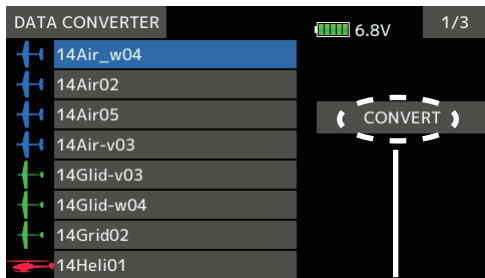 DATA CONVERTER
6.8V
1/3
14Air_w04
14Air02
14Air05
14Air-v03
14Glid-v03
14Glid-w04
14Grid02
14Heli01
CONVERT